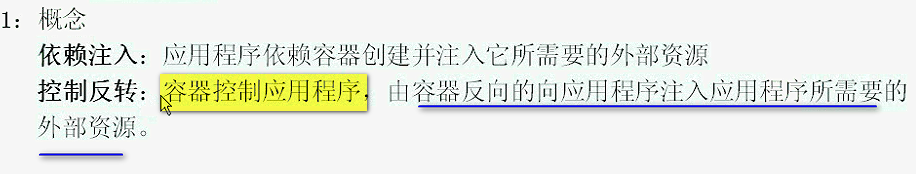 1：概念
依赖注入：应用程序依赖容器创建并注入它所需要的外部资源
控制反转：容器控制应用程序，由容器反向的向应用程序注入应用程序所需要的
外部资源。